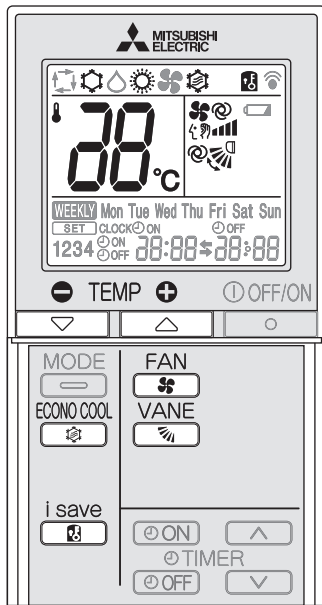 MITSUBISHI
ELECTRIC
88°C
WEEKLY Mon Tue Wed Thu Fri Sat Sun
SET CLOCK ON OFF
1234 ON OFF 88:88 88:88
TEMP OFF/ON
MODE FAN
ECONO COOL VANE
i save
ON
TIMER
OFF